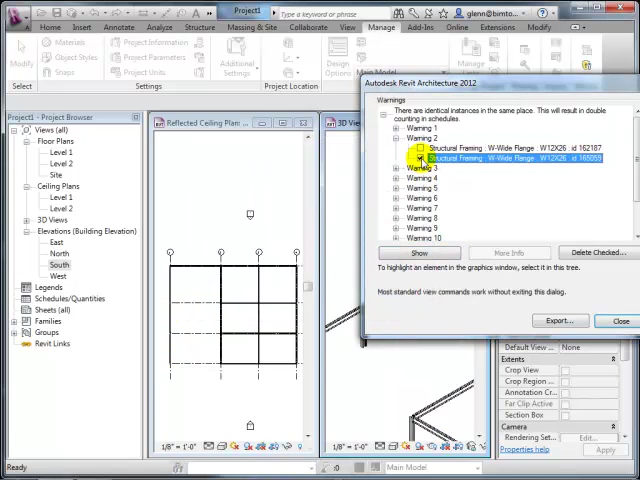 Project1
Type a keyword or phrase
glenn@bimto...
Home
Insert
Annotate
Structure
Massing & Site
Collaborate
View
Manage
Add-Ins
Modify
Modify
Materials
Object Styles
Snaps
Project Information
Project Parameters
Additional
Settings
Main Model
Select
Settings
Project1 - Project Browser
Views (all)
Floor Plans
Level 1
Level 2
Site
Ceiling Plans
Level 1
Level 2
3D Views
Elevations (Building Elevation)
East
North
South
West
Legends
Schedules/Quantities
Sheets (all)
Families
Groups
Revit Links
Reflected Ceiling Plan:...
3D View:
1/8" = 1'-0"
1/8" = 1'-0"
Autodesk Revit Architecture 2012
Warnings
There are identical instances in the same place. This will result in double
counting in schedules.
Warning 1
Warning 2
Structural Framing : W-Wide Flange : W12X26 : id 162187
Structural Framing : W-Wide Flange : W12X26 : id 165059
Warning 3
Warning 4
Warning 5
Warning 6
Warning 7
Warning 8
Warning 9
Warning 10
Show
More Info
Delete Checked...
To highlight an element in the graphics window, select it in this tree.
Most standard view commands work without exiting this dialog.
Export...
Close
Default View ... None
Extents
Crop View
Crop Region ...
Annotation Cr...
Far Clip Active
Section Box
Camera
Rendering Set...
Edit...
Properties help
Apply
Ready
:0
Main Model